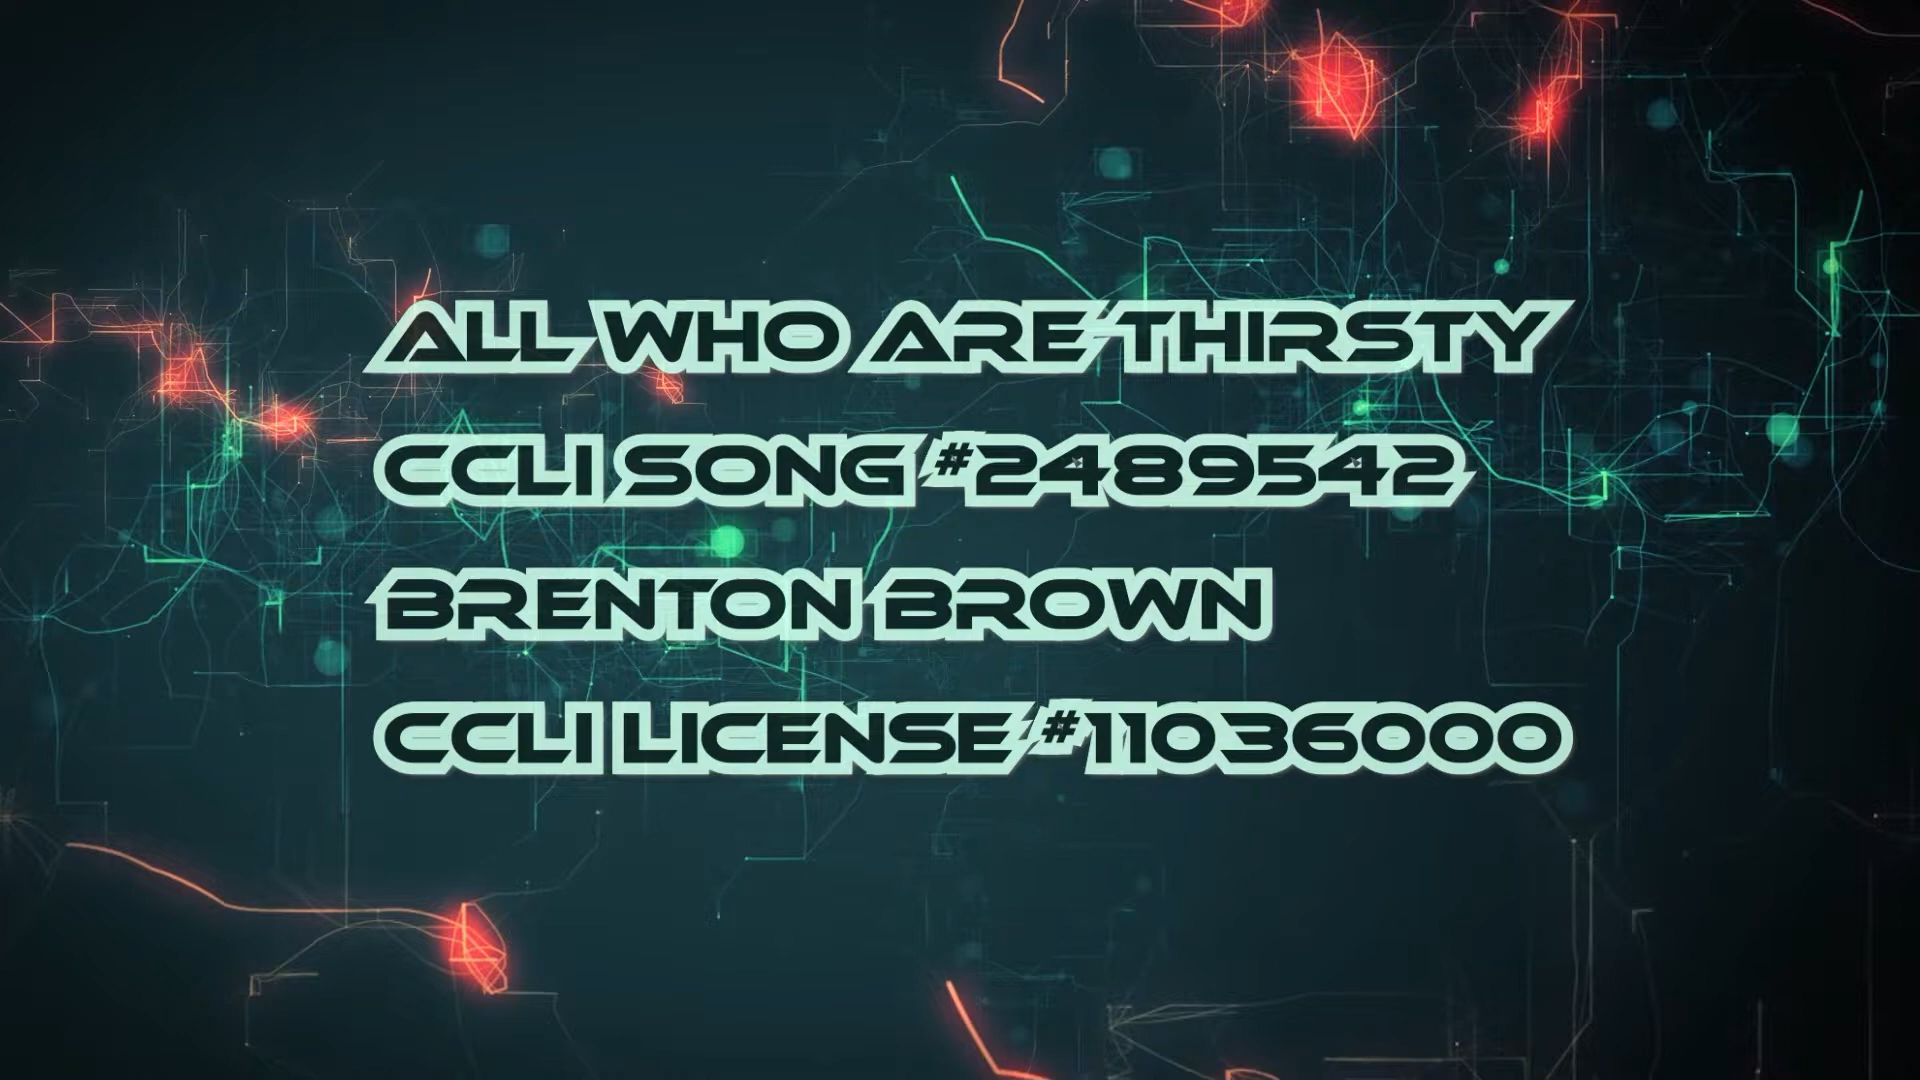 ALL WHO ARE THIRSTY
CCLI SONG #2489542
BRENTON BROWN
CCLI LICENSE #11036000